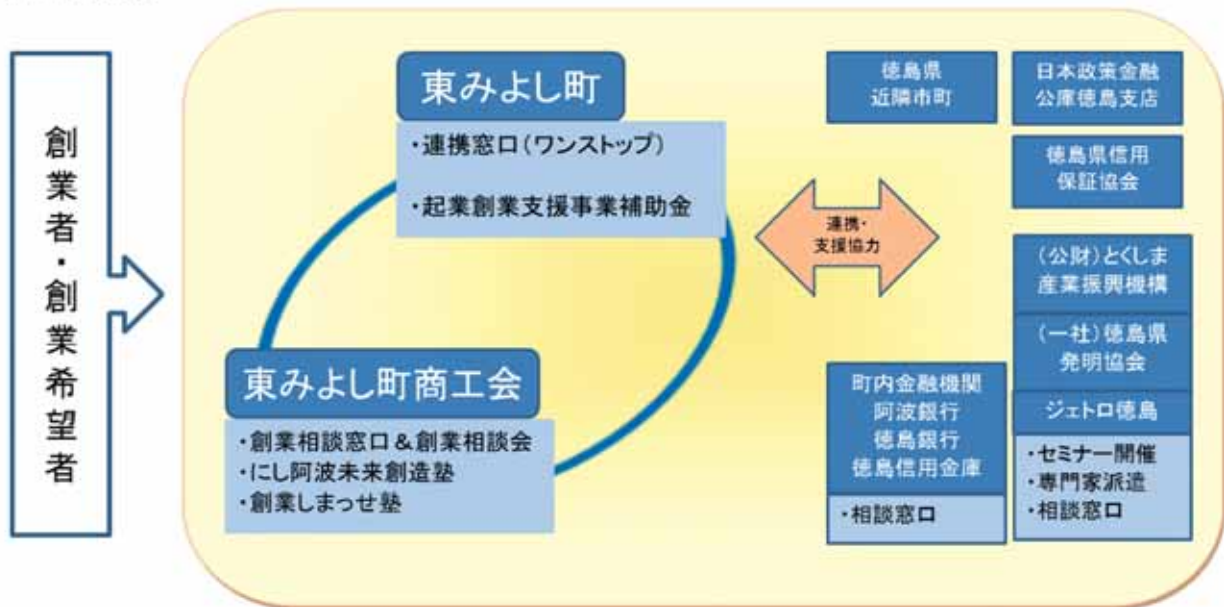 創業者・創業希望者
東みよし町
・連携窓口(ワンストップ)
・起業創業支援事業補助金
東みよし町商工会
・創業相談窓口&創業相談会
・にし阿波未来創造塾
・創業しまっせ塾
連携・
支援協力
徳島県
近隣市町
日本政策金融
公庫徳島支店
徳島県信用
保証協会
(公財)とくしま
産業振興機構
(一社)徳島県
発明協会
ジェトロ徳島
・セミナー開催
・専門家派遣
・相談窓口
町内金融機関
阿波銀行
徳島銀行
徳島信用金庫
・相談窓口